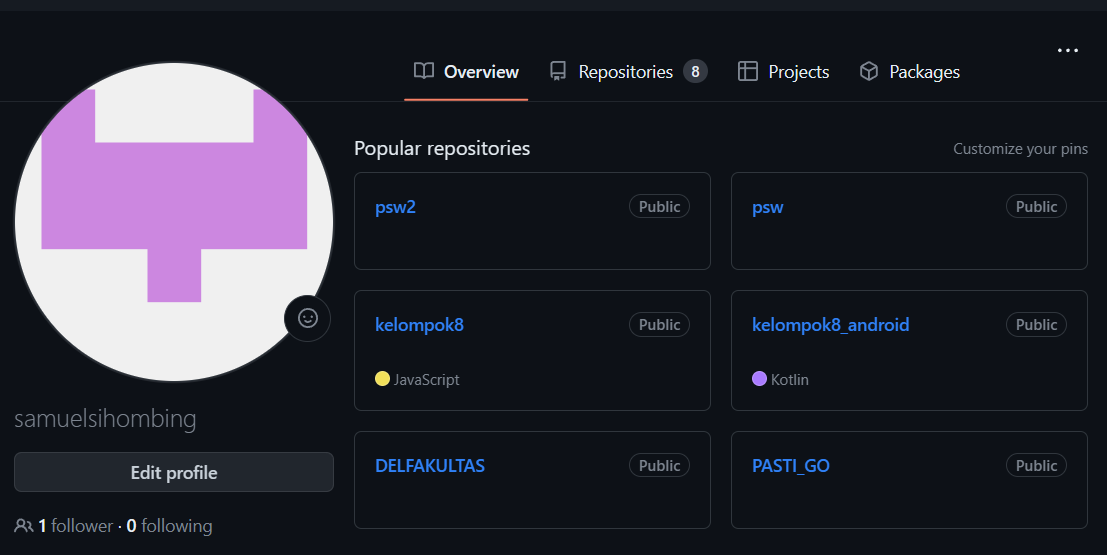 Overview Repositories 8 Projects Packages
Popular repositories Customize your pins
psw2 Public
psw Public
kelompok8 Public
JavaScript
kelompok8_android Public
Kotlin
DELFAKULTAS Public
PASTI_GO Public
samuelsihombing
Edit profile
1 follower · 0 following